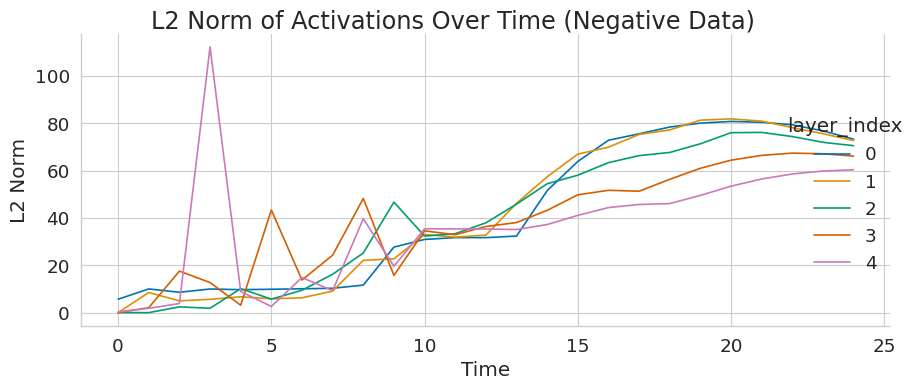 L2 Norm of Activations Over Time (Negative Data)
L2 Norm
100
80
60
40
20
0
0 5 10 15 20 25
Time
layer_index
0
1
2
3
4